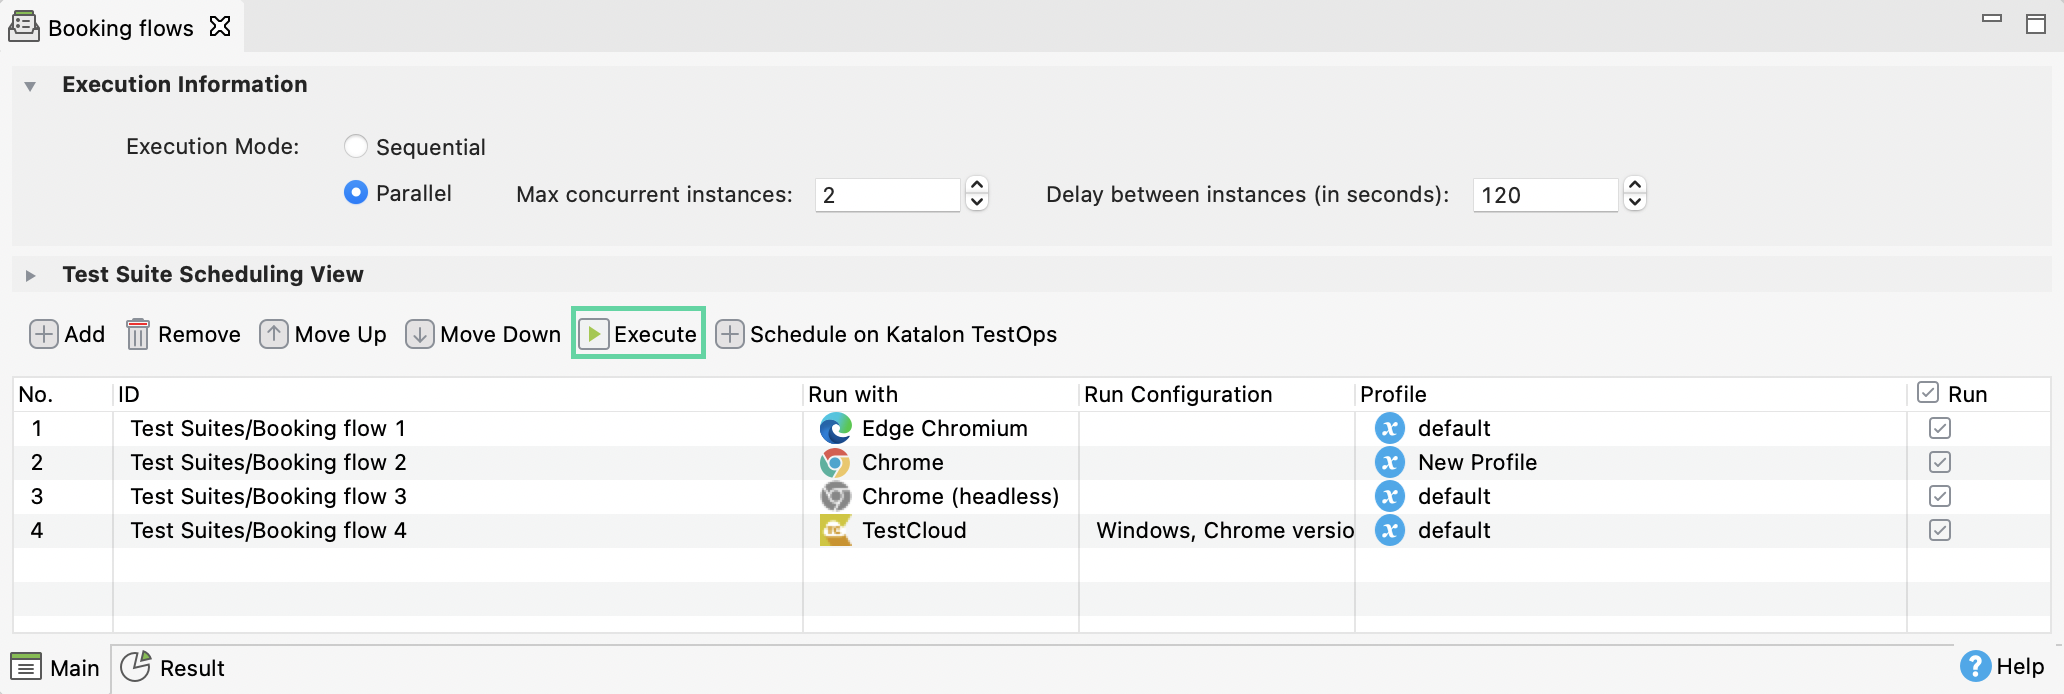 Booking flows
Execution Information
Execution Mode: Sequential
Parallel Max concurrent instances: 2 Delay between instances (in seconds): 120
Test Suite Scheduling View
Add Remove Move Up Move Down Execute Schedule on Katalon TestOps
No. ID Run with Run Configuration Profile Run
1 Test Suites/Booking flow 1 Edge Chromium default
2 Test Suites/Booking flow 2 Chrome New Profile
3 Test Suites/Booking flow 3 Chrome (headless) default
4 Test Suites/Booking flow 4 TC TestCloud Windows, Chrome versio default
Main Result ? Help